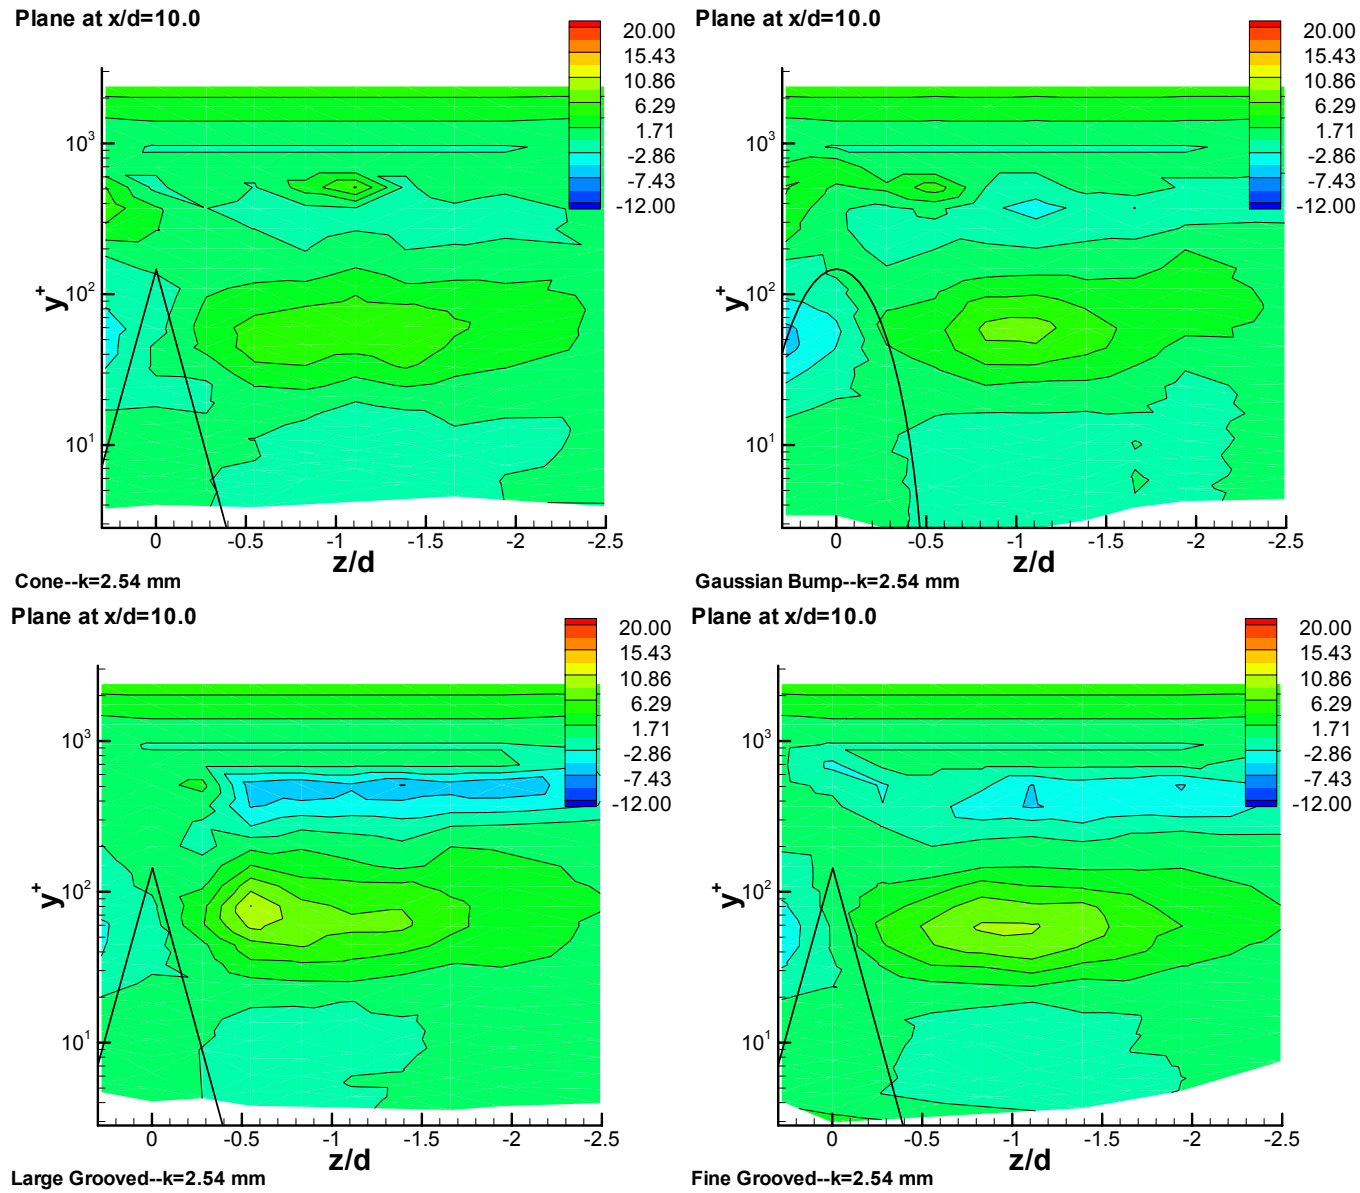 Plane at x/d=10.0
20.00
15.43
10.86
6.29
1.71
-2.86
-7.43
-12.00
10³
10²
10¹
y⁺
0 -0.5 -1 -1.5 -2 -2.5
z/d
Cone--k=2.54 mm
Plane at x/d=10.0
20.00
15.43
10.86
6.29
1.71
-2.86
-7.43
-12.00
10³
10²
10¹
y⁺
0 -0.5 -1 -1.5 -2 -2.5
z/d
Gaussian Bump--k=2.54 mm
Plane at x/d=10.0
20.00
15.43
10.86
6.29
1.71
-2.86
-7.43
-12.00
10³
10²
10¹
y⁺
0 -0.5 -1 -1.5 -2 -2.5
z/d
Large Grooved--k=2.54 mm
Plane at x/d=10.0
20.00
15.43
10.86
6.29
1.71
-2.86
-7.43
-12.00
10³
10²
10¹
y⁺
0 -0.5 -1 -1.5 -2 -2.5
z/d
Fine Grooved--k=2.54 mm